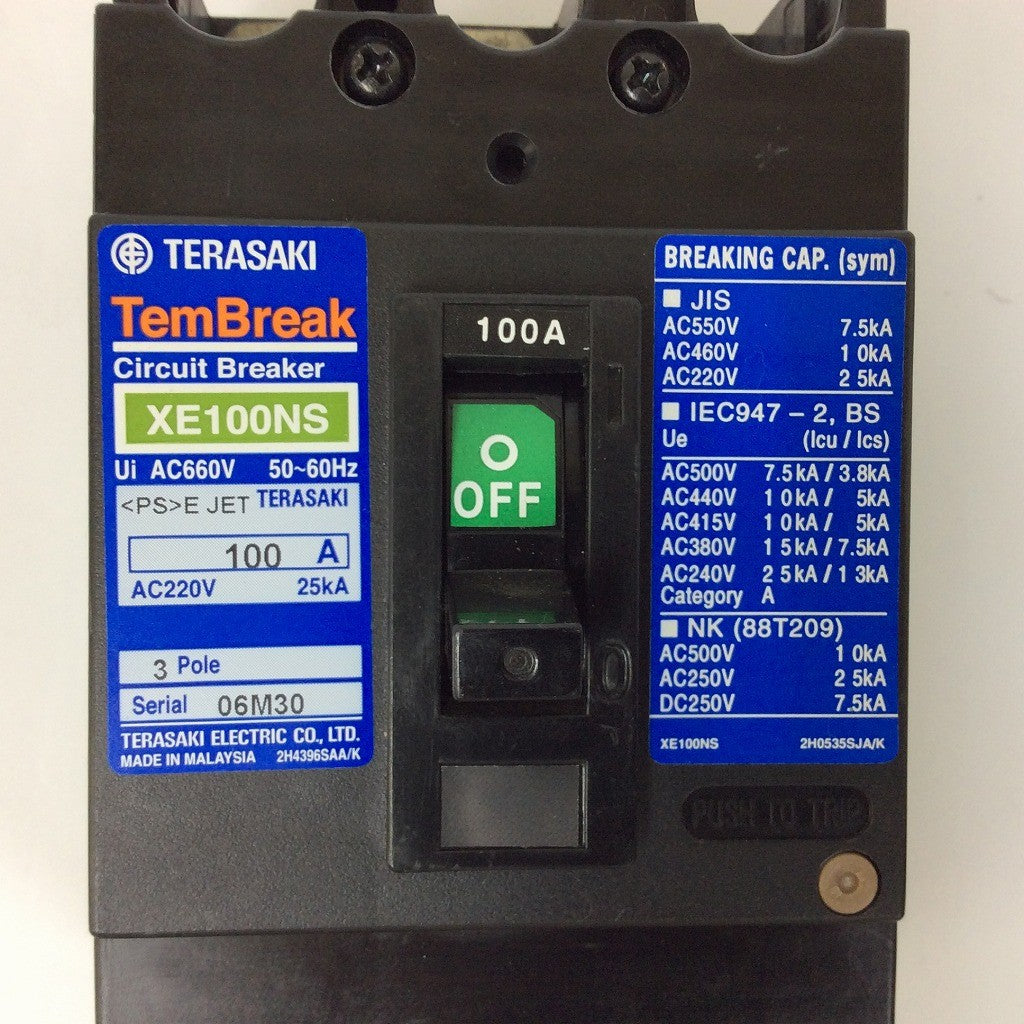 TERASAKI
TemBreak
Circuit Breaker
XE100NS
Ui AC660V 50~60Hz
<PS>E JET TERASAKI
100 A
AC220V 25kA
3 Pole
Serial 06M30
TERASAKI ELECTRIC CO., LTD.
MADE IN MALAYSIA 2H4396SAA/K
100A
O
OFF
BREAKING CAP. (sym)
■ JIS
AC550V 7.5kA
AC460V 10kA
AC220V 25kA
■ IEC947-2, BS
Ue (Icu / Ics)
AC500V 7.5kA / 3.8kA
AC440V 10kA / 5kA
AC415V 10kA / 5kA
AC380V 15kA / 7.5kA
AC240V 25kA / 13kA
Category A
■ NK (88T209)
AC500V 10kA
AC250V 25kA
DC250V 7.5kA
XE100NS 2H0535SJA/K
PUSH TO TRIP